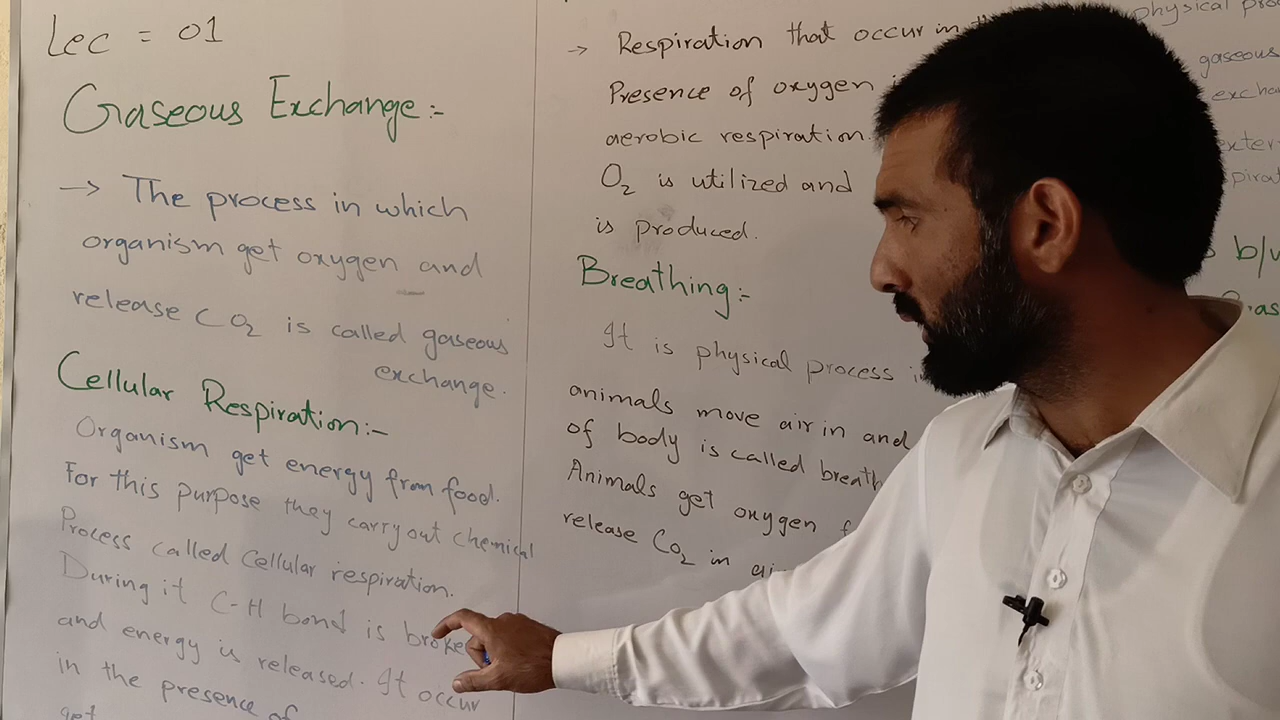 Lec = 01
Gaseous Exchange:-
→ The process in which
organism get oxygen and
release CO2 is called gaseous
exchange.
Cellular Respiration:-
Organism get energy from food.
For this purpose they carry out chemical
Process called Cellular respiration.
During it C-H bond is broke
and energy is released. It occur
in the presence of
get
→ Respiration that occur in
Presence of oxygen
aerobic respiration.
O2 is utilized and
is produced.
Breathing:-
It is physical process
animals move air in and
of body is called breath
Animals get oxygen
release CO2 in air
physical pro
gaseous
excha
exter
pirat
b/w
Gas